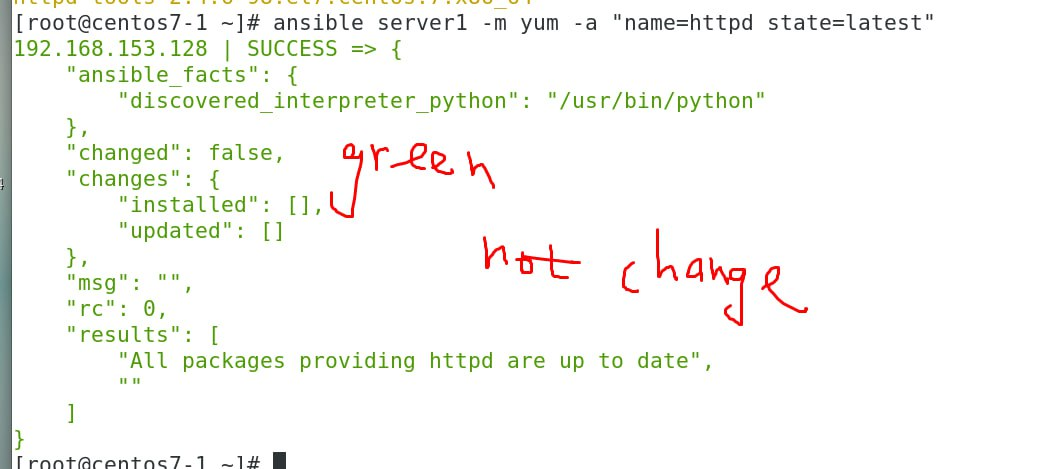 [root@centos7-1 ~]# ansible server1 -m yum -a "name=httpd state=latest"
192.168.153.128 | SUCCESS => {
    "ansible_facts": {
        "discovered_interpreter_python": "/usr/bin/python"
    },
    "changed": false,
green
    "changes": {
        "installed": [],
        "updated": []
not change
    },
    "msg": "",
    "rc": 0,
    "results": [
        "All packages providing httpd are up to date",
        ""
    ]
}
[root@centos7-1 ~]#